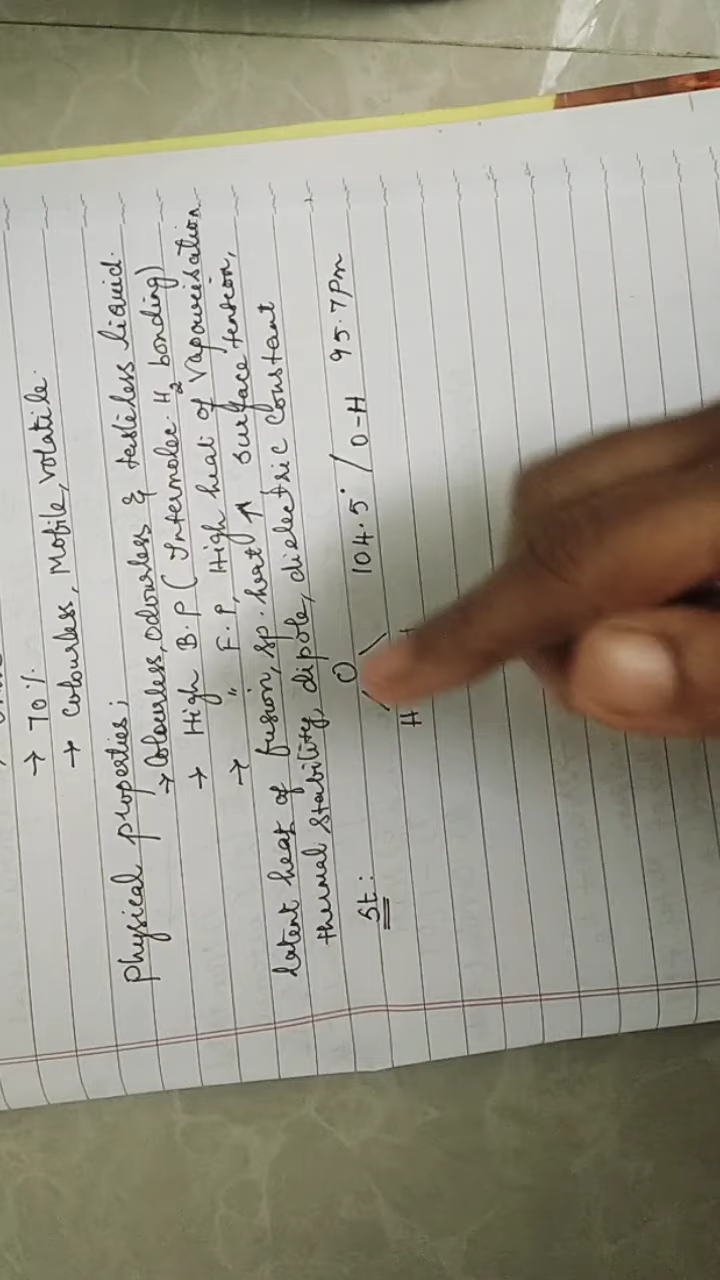 → 70%
→ Colourless, Mobile, volatile.
Physical properties;
→ Colourless, odourless & tasteless liquid.
→ High B.P (Intermolec. H2 bonding)
→ " F.P, High heat of vapourisation
latent heat of fusion, sp. heat ↑ surface tension,
thermal stability, dipole, dielectric constant
St:
O 104.5° / O-H 95.7pm
H